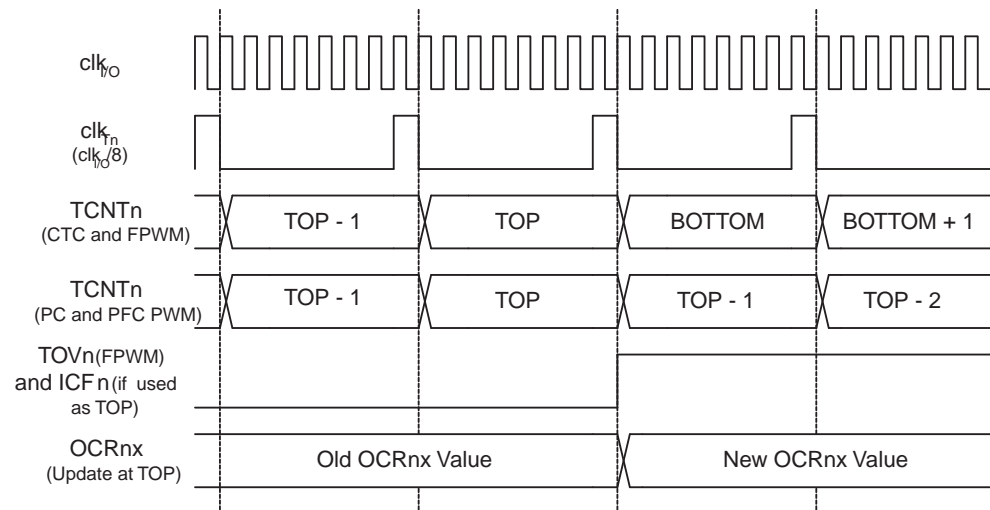 clkI/O
clkTn
(clkI/O/8)
TCNTn
(CTC and FPWM)
TOP - 1
TOP
BOTTOM
BOTTOM + 1
TCNTn
(PC and PFC PWM)
TOP - 1
TOP
TOP - 1
TOP - 2
TOVn (FPWM)
and ICFn (if used
as TOP)
OCRnx
(Update at TOP)
Old OCRnx Value
New OCRnx Value